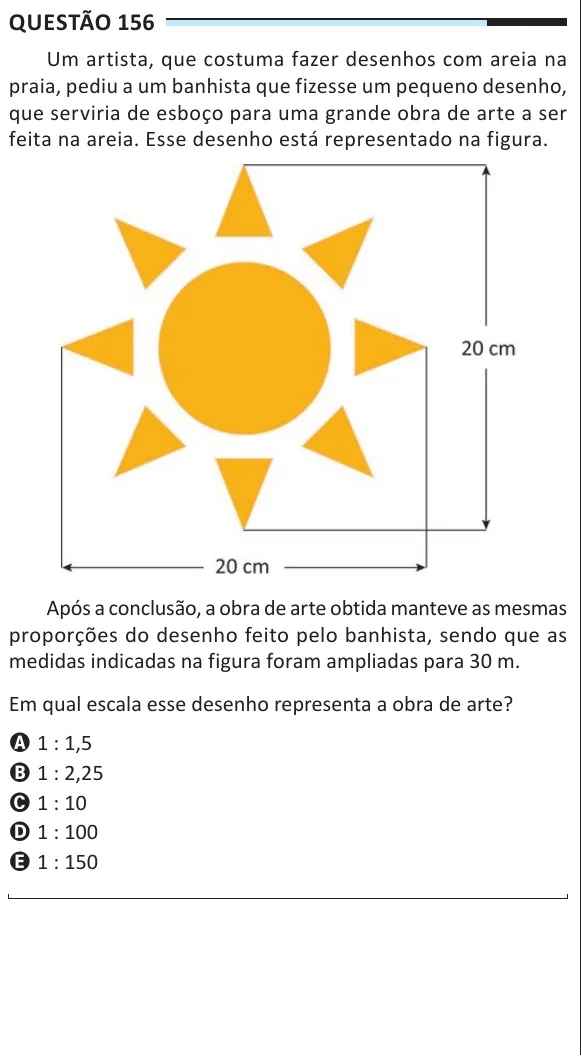 QUESTÃO 156
Um artista, que costuma fazer desenhos com areia na
praia, pediu a um banhista que fizesse um pequeno desenho,
que serviria de esboço para uma grande obra de arte a ser
feita na areia. Esse desenho está representado na figura.
20 cm
20 cm
Após a conclusão, a obra de arte obtida manteve as mesmas
proporções do desenho feito pelo banhista, sendo que as
medidas indicadas na figura foram ampliadas para 30 m.
Em qual escala esse desenho representa a obra de arte?
A 1 : 1,5
B 1 : 2,25
C 1 : 10
D 1 : 100
E 1 : 150